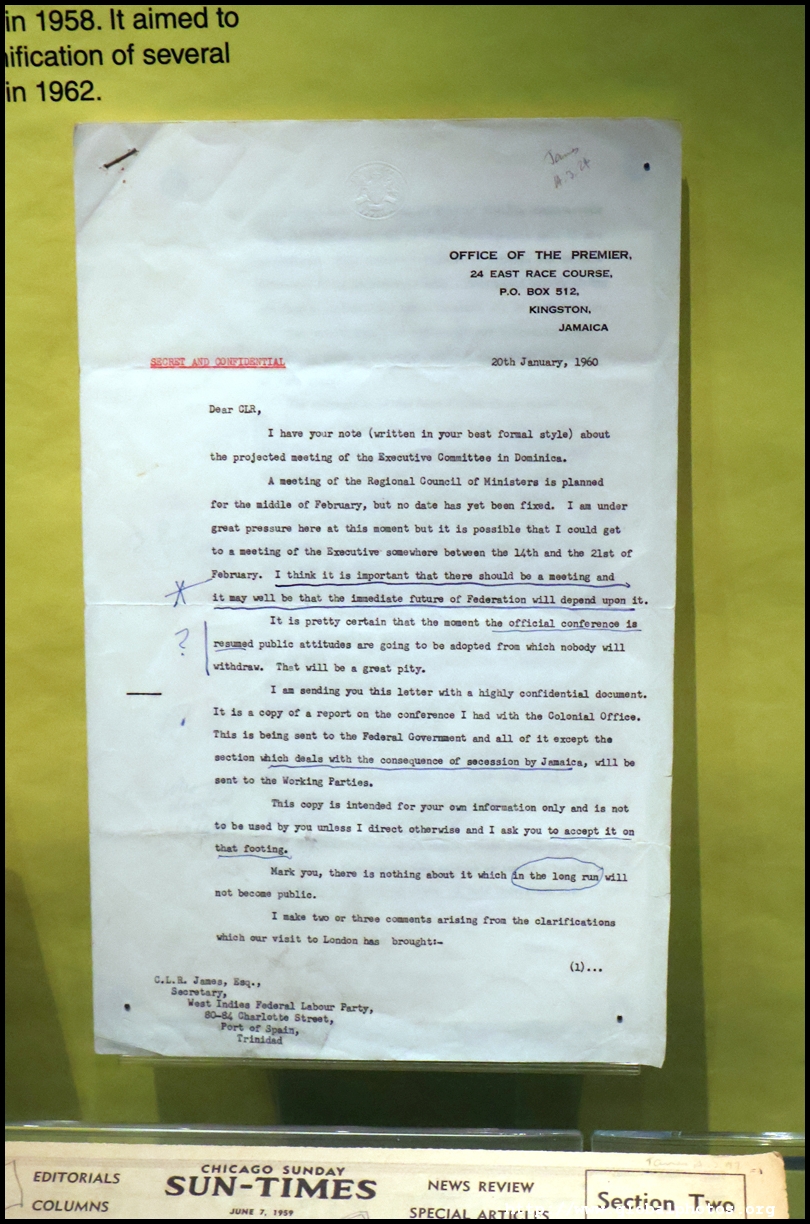 in 1958. It aimed to
nification of several
in 1962.
OFFICE OF THE PREMIER,
24 EAST RACE COURSE,
P.O. BOX 512,
KINGSTON,
JAMAICA
SECRET AND CONFIDENTIAL
20th January, 1960
Dear CLR,
I have your note (written in your best formal style) about
the projected meeting of the Executive Committee in Dominica.
A meeting of the Regional Council of Ministers is planned
for the middle of February, but no date has yet been fixed. I am under
great pressure here at this moment but it is possible that I could get
to a meeting of the Executive somewhere between the 14th and the 21st of
February. I think it is important that there should be a meeting and
it may well be that the immediate future of Federation will depend upon it.
It is pretty certain that the moment the official conference is
?
resumed public attitudes are going to be adopted from which nobody will
withdraw. That will be a great pity.
I am sending you this letter with a highly confidential document.
It is a copy of a report on the conference I had with the Colonial Office.
This is being sent to the Federal Government and all of it except the
section which deals with the consequence of secession by Jamaica, will be
sent to the Working Parties.
This copy is intended for your own information only and is not
to be used by you unless I direct otherwise and I ask you to accept it on
that footing.
Mark you, there is nothing about it which in the long run will
not become public.
I make two or three comments arising from the clarifications
which our visit to London has brought:-
(1)...
C.L.R. James, Esq.,
Secretary,
West Indies Federal Labour Party,
80-84 Charlotte Street,
Port of Spain,
Trinidad
EDITORIALS
COLUMNS
CHICAGO SUNDAY
SUN-TIMES
JUNE 7, 1959
NEWS REVIEW
SPECIAL ARTICLES
Section Two